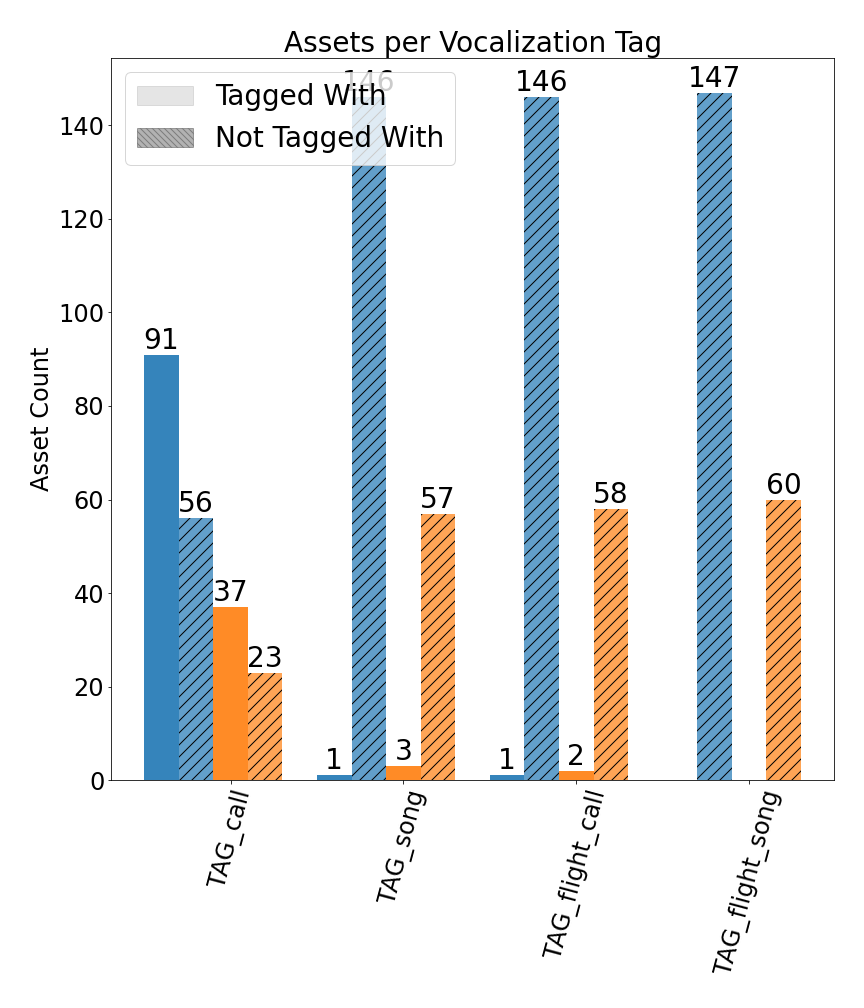 Assets per Vocalization Tag
Tagged With
Not Tagged With
Asset Count
140
120
100
80
60
40
20
0
91
56
37
23
1
146
3
57
1
146
2
58
147
60
TAG_call
TAG_song
TAG_flight_call
TAG_flight_song